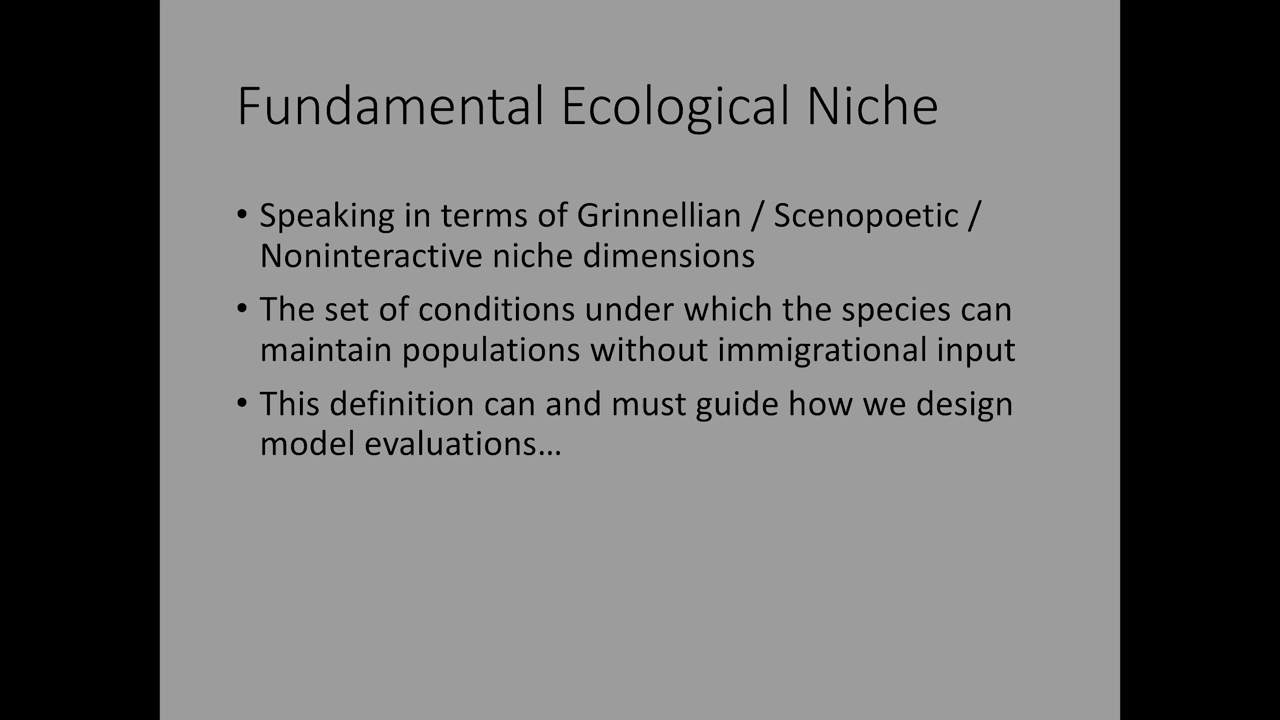 Fundamental Ecological Niche
• Speaking in terms of Grinnellian / Scenopoetic /
Noninteractive niche dimensions
• The set of conditions under which the species can
maintain populations without immigrational input
• This definition can and must guide how we design
model evaluations…